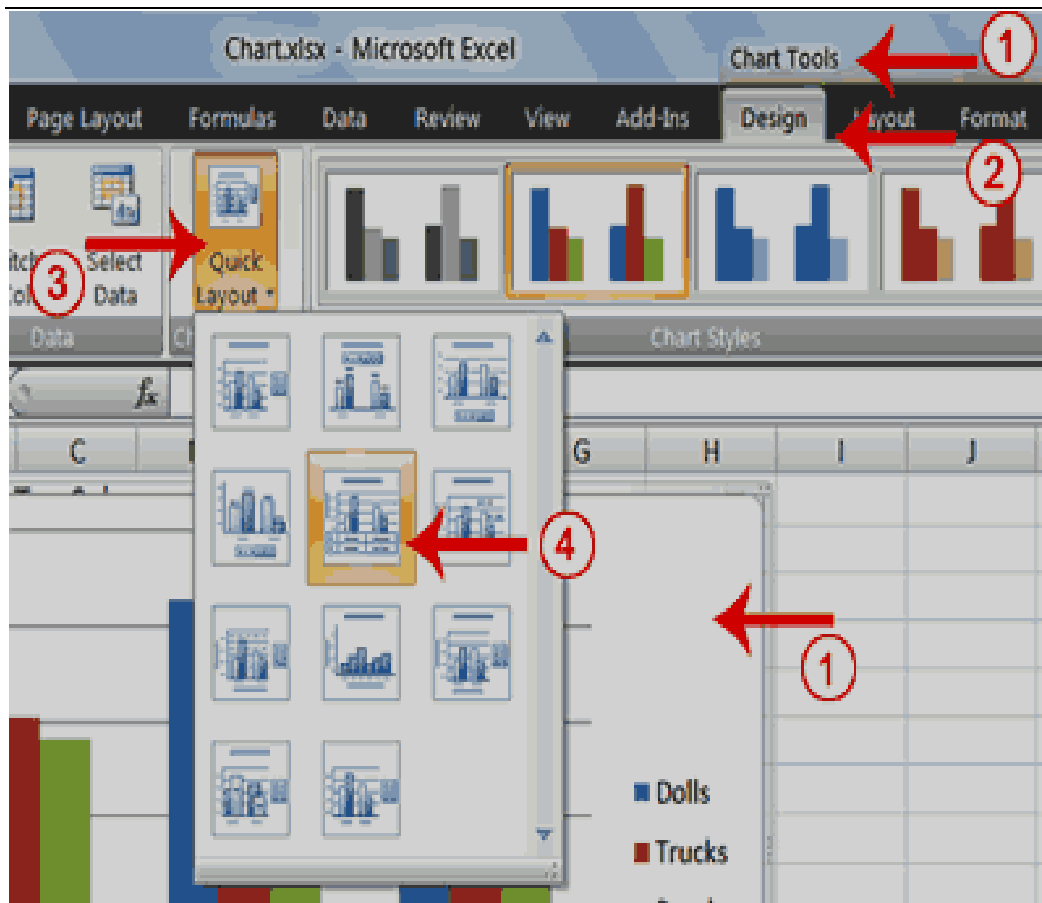 Chart.xlsx - Microsoft Excel
Chart Tools
1
Page Layout Formulas Data Review View Add-Ins Design Layout Format
2
3
Select
Data
Quick
Layout
Data
Chart Styles
fx
C G H I J
4
1
Dolls
Trucks